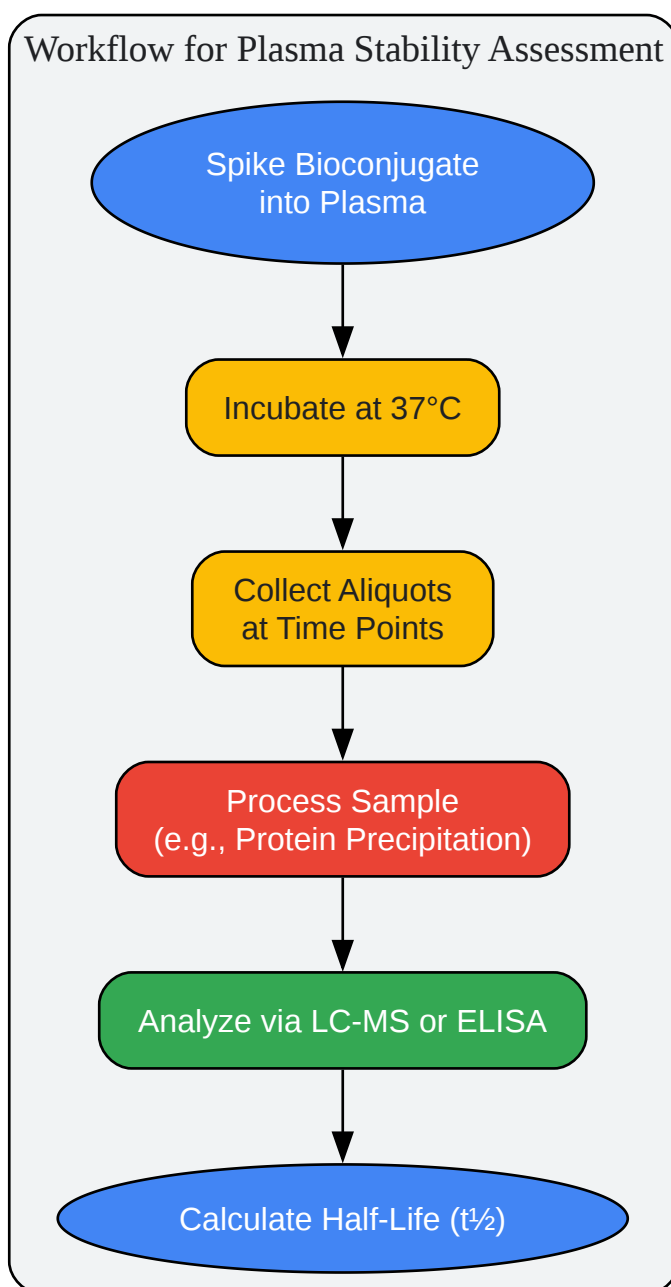 Workflow for Plasma Stability Assessment
Spike Bioconjugate
into Plasma
Incubate at 37°C
Collect Aliquots
at Time Points
Process Sample
(e.g., Protein Precipitation)
Analyze via LC-MS or ELISA
Calculate Half-Life (t½)